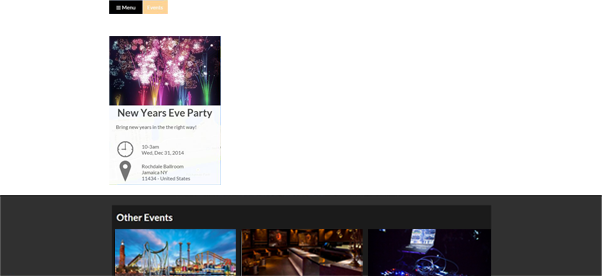 Menu
Events
New Years Eve Party
Bring new years in the the right way!
10-3am
Wed, Dec 31, 2014
Rochdale Ballroom
Jamaica NY
11434 - United States
Other Events